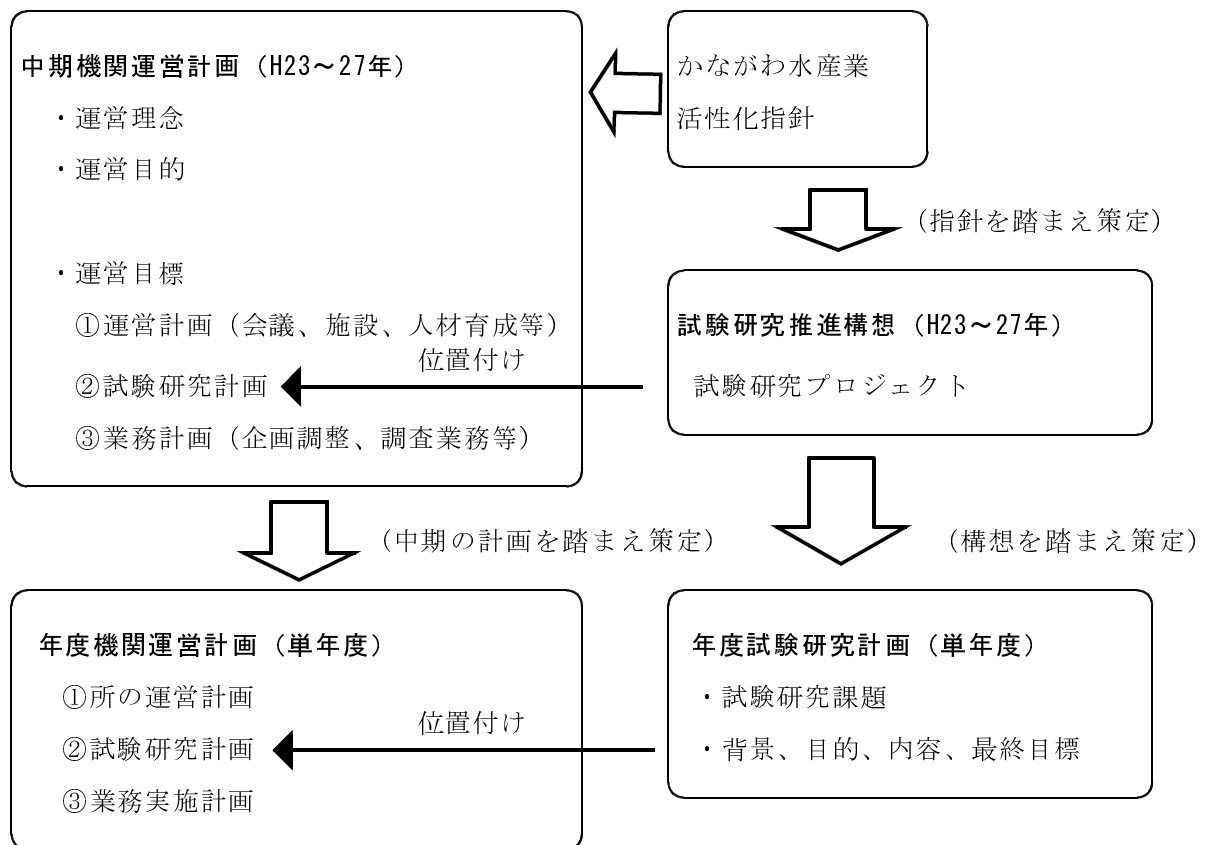 中期機関運営計画（H23～27年）
・運営理念
・運営目的
・運営目標
①運営計画（会議、施設、人材育成等）
②試験研究計画
③業務計画（企画調整、調査業務等）
かながわ水産業
活性化指針
（指針を踏まえ策定）
試験研究推進構想（H23～27年）
試験研究プロジェクト
位置付け
（中期の計画を踏まえ策定）
（構想を踏まえ策定）
年度機関運営計画（単年度）
①所の運営計画
②試験研究計画
③業務実施計画
位置付け
年度試験研究計画（単年度）
・試験研究課題
・背景、目的、内容、最終目標